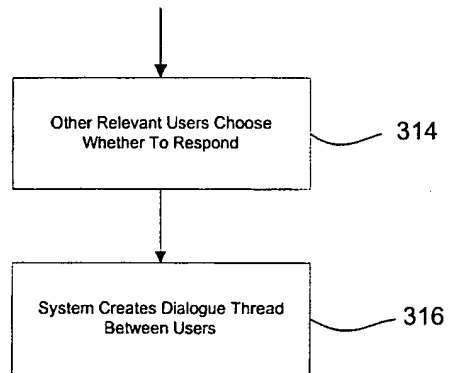 Other Relevant Users Choose
Whether To Respond
314
System Creates Dialogue Thread
Between Users
316